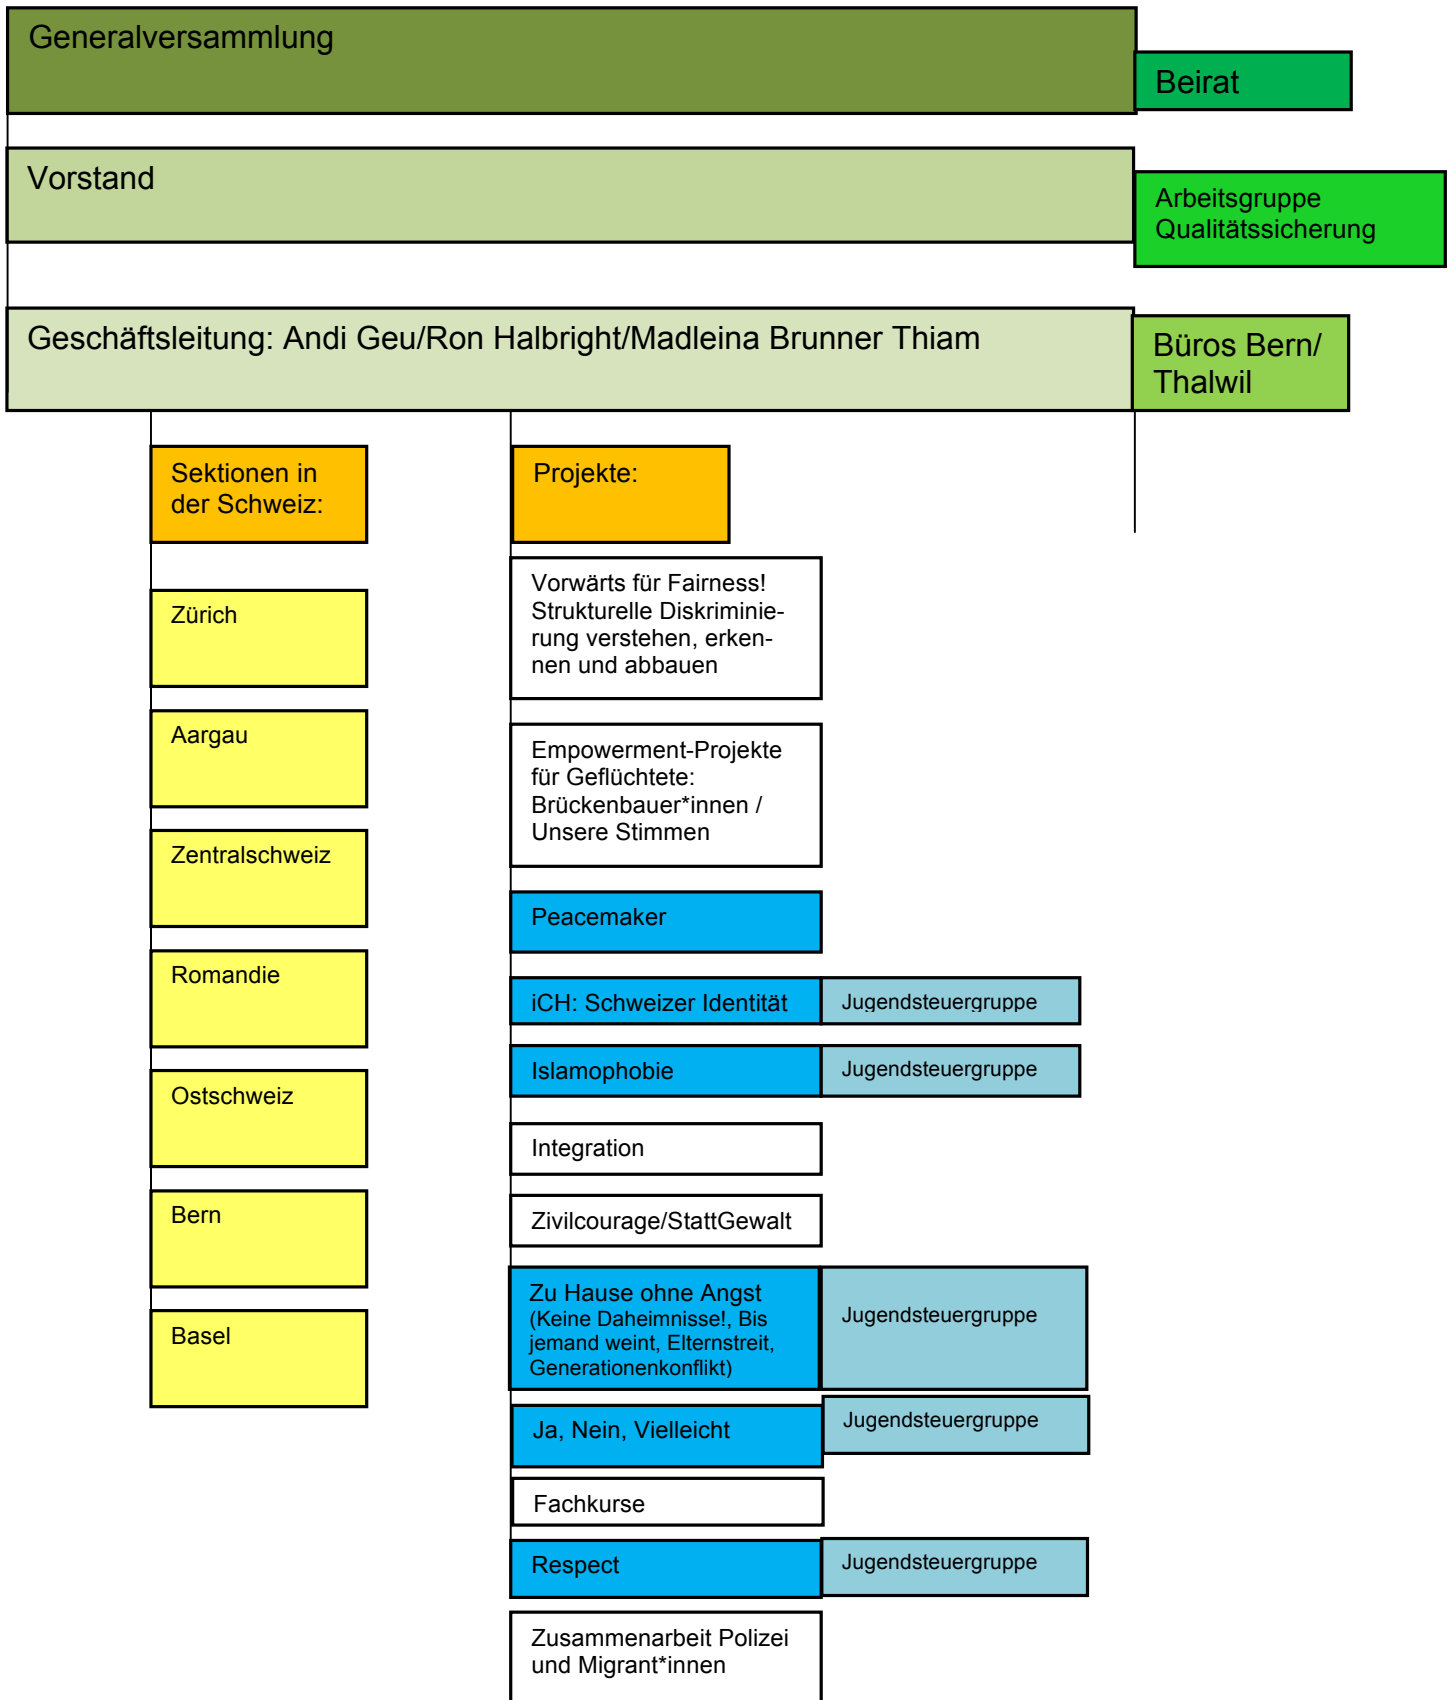 Generalversammlung
Beirat
Vorstand
Arbeitsgruppe
Qualitätssicherung
Geschäftsleitung: Andi Geu/Ron Halbright/Madleina Brunner Thiam
Büros Bern/
Thalwil
Sektionen in
der Schweiz:
Zürich
Aargau
Zentralschweiz
Romandie
Ostschweiz
Bern
Basel
Projekte:
Vorwärts für Fairness!
Strukturelle Diskriminie-
rung verstehen, erken-
nen und abbauen
Empowerment-Projekte
für Geflüchtete:
Brückenbauer*innen /
Unsere Stimmen
Peacemaker
iCH: Schweizer Identität
Jugendsteuergruppe
Islamophobie
Jugendsteuergruppe
Integration
Zivilcourage/StattGewalt
Zu Hause ohne Angst
(Keine Daheimnisse!, Bis
jemand weint, Elternstreit,
Generationenkonflikt)
Jugendsteuergruppe
Ja, Nein, Vielleicht
Jugendsteuergruppe
Fachkurse
Respect
Jugendsteuergruppe
Zusammenarbeit Polizei
und Migrant*innen